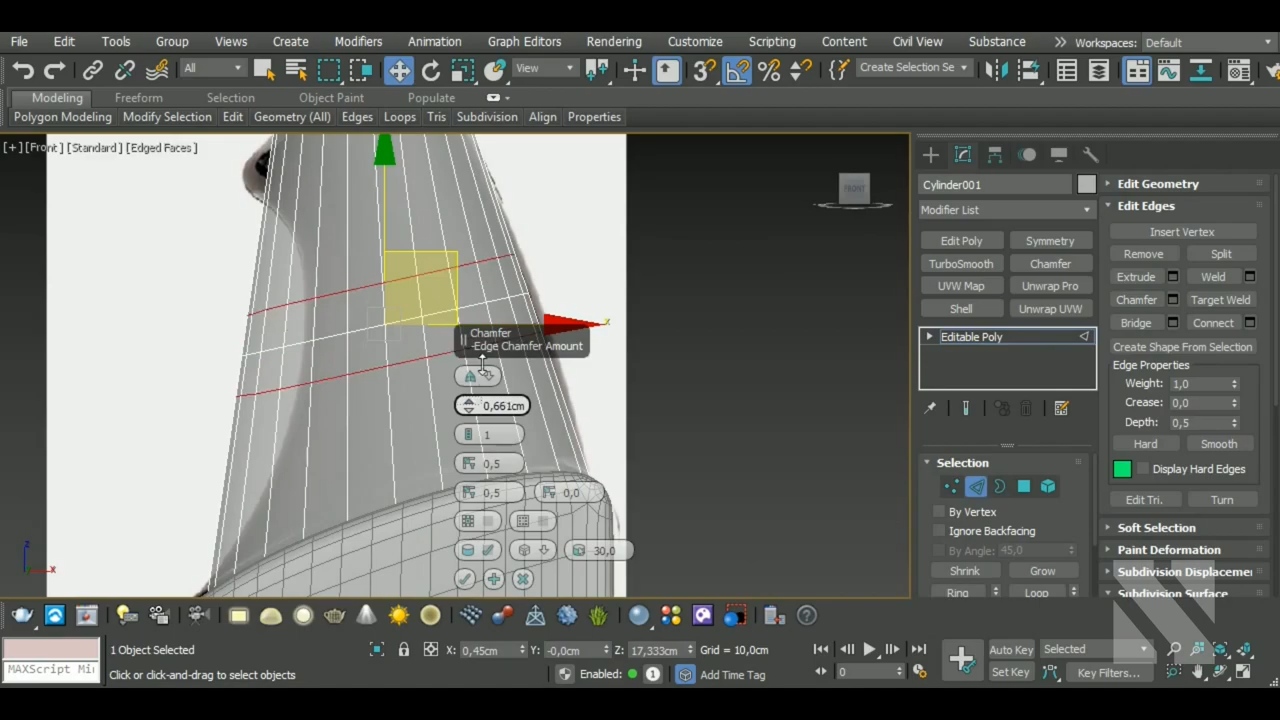 File Edit Tools Group Views Create Modifiers Animation Graph Editors Rendering Customize Scripting Content Civil View Substance Workspaces: Default
All View Create Selection Se
Modeling Freeform Selection Object Paint Populate
Polygon Modeling Modify Selection Edit Geometry (All) Edges Loops Tris Subdivision Align Properties
[+] [Front] [Standard] [Edged Faces]
FRONT
x
Chamfer
-Edge Chamfer Amount
0,661cm
1
0,5
0,5 0,0
30,0
z
x
Cylinder001
Modifier List
Edit Poly Symmetry
TurboSmooth Chamfer
UVW Map Unwrap Pro
Shell Unwrap UVW
Editable Poly
Selection
By Vertex
Ignore Backfacing
By Angle: 45,0
Shrink Grow
Ring Loop
Edit Geometry
Edit Edges
Insert Vertex
Remove Split
Extrude Weld
Chamfer Target Weld
Bridge Connect
Create Shape From Selection
Edge Properties
Weight: 1,0
Crease: 0,0
Depth: 0,5
Hard Smooth
Display Hard Edges
Edit Tri. Turn
Soft Selection
Paint Deformation
Subdivision Displacemen
Subdivision Surface
1 Object Selected X: 0,45cm Y: -0,0cm Z: 17,333cm Grid = 10,0cm Auto Key Selected
MAXScript Mi Click or click-and-drag to select objects Enabled: 1 Add Time Tag 0 Set Key Key Filters...